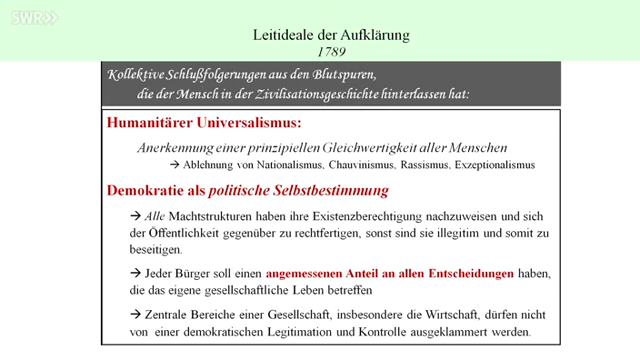 SWR»
Leitideale der Aufklärung
1789
Kollektive Schlußfolgerungen aus den Blutspuren,
die der Mensch in der Zivilisationsgeschichte hinterlassen hat:
Humanitärer Universalismus:
Anerkennung einer prinzipiellen Gleichwertigkeit aller Menschen
→ Ablehnung von Nationalismus, Chauvinismus, Rassismus, Exzeptionalismus
Demokratie als politische Selbstbestimmung
→ Alle Machtstrukturen haben ihre Existenzberechtigung nachzuweisen und sich
der Öffentlichkeit gegenüber zu rechtfertigen, sonst sind sie illegitim und somit zu
beseitigen.
→ Jeder Bürger soll einen angemessenen Anteil an allen Entscheidungen haben,
die das eigene gesellschaftliche Leben betreffen
→ Zentrale Bereiche einer Gesellschaft, insbesondere die Wirtschaft, dürfen nicht
von einer demokratischen Legitimation und Kontrolle ausgeklammert werden.